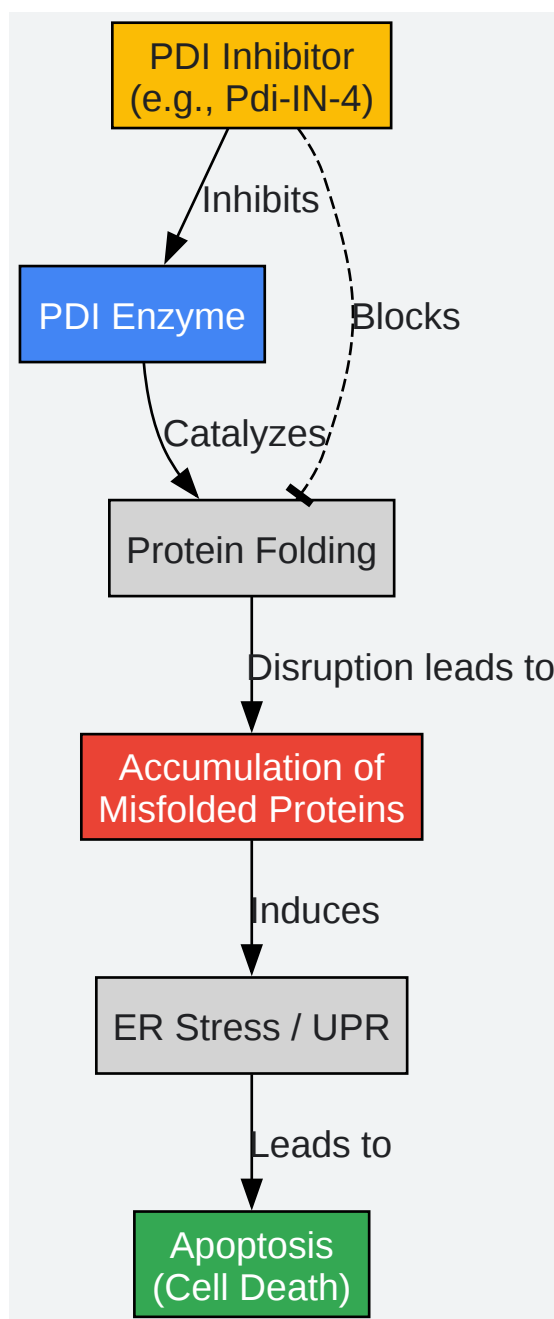 PDI Inhibitor
(e.g., Pdi-IN-4)
Inhibits
PDI Enzyme
Blocks
Catalyzes
Protein Folding
Disruption leads to
Accumulation of
Misfolded Proteins
Induces
ER Stress / UPR
Leads to
Apoptosis
(Cell Death)